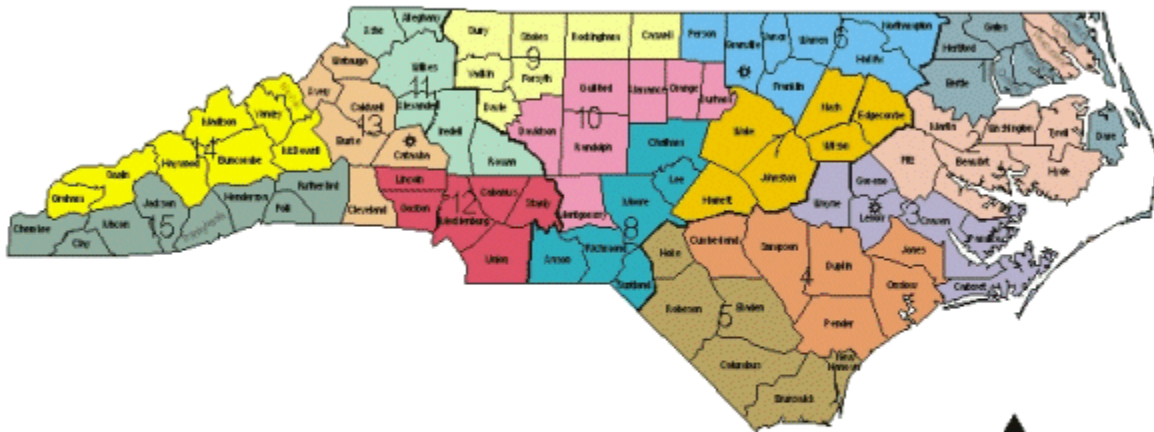 Ashe
Alleghany
Surry
Stokes
Rockingham
Caswell
Person
Granville
Vance
Warren
Northampton
Halifax
6
Hertford
Gates
Bertie
Watauga
Wilkes
Yadkin
Forsyth
9
Guilford
Alamance
Orange
Durham
Franklin
Nash
Edgecombe
Martin
Washington
Tyrrell
Dare
Avery
Caldwell
Alexander
11
Davie
Davidson
10
Randolph
Chatham
Wake
7
Wilson
Pitt
Beaufort
Hyde
2
Madison
Yancey
13
Burke
Catawba
Iredell
Rowan
Lee
Johnston
Greene
Haywood
14
Buncombe
McDowell
Lincoln
Cabarrus
Stanly
Montgomery
Moore
Harnett
Wayne
Lenoir
3
Craven
Graham
Swain
Jackson
Henderson
Rutherford
Polk
Cleveland
Gaston
12
Mecklenburg
8
Cumberland
Sampson
Duplin
Jones
Cherokee
Clay
Macon
15
Union
Anson
Richmond
Scotland
Hoke
4
Onslow
Carteret
Robeson
Bladen
5
Pender
Columbus
Brunswick
New
Hanover